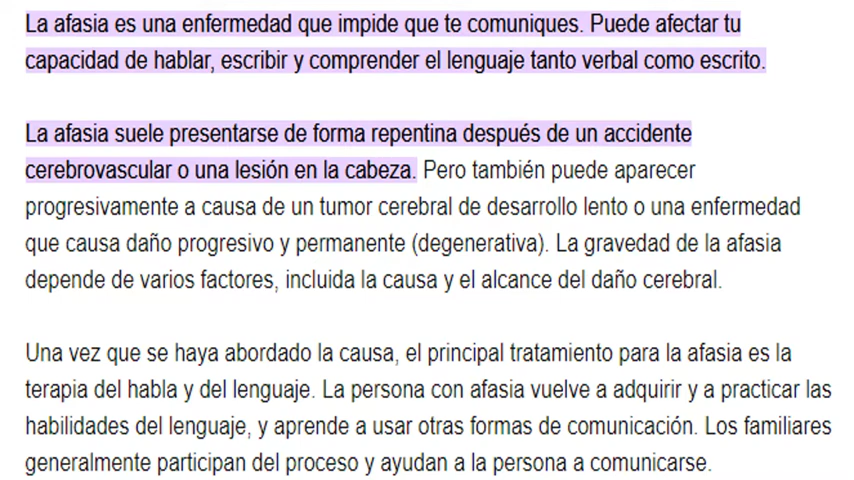 La afasia es una enfermedad que impide que te comuniques. Puede afectar tu
capacidad de hablar, escribir y comprender el lenguaje tanto verbal como escrito.
La afasia suele presentarse de forma repentina después de un accidente
cerebrovascular o una lesión en la cabeza. Pero también puede aparecer
progresivamente a causa de un tumor cerebral de desarrollo lento o una enfermedad
que causa daño progresivo y permanente (degenerativa). La gravedad de la afasia
depende de varios factores, incluida la causa y el alcance del daño cerebral.
Una vez que se haya abordado la causa, el principal tratamiento para la afasia es la
terapia del habla y del lenguaje. La persona con afasia vuelve a adquirir y a practicar las
habilidades del lenguaje, y aprende a usar otras formas de comunicación. Los familiares
generalmente participan del proceso y ayudan a la persona a comunicarse.